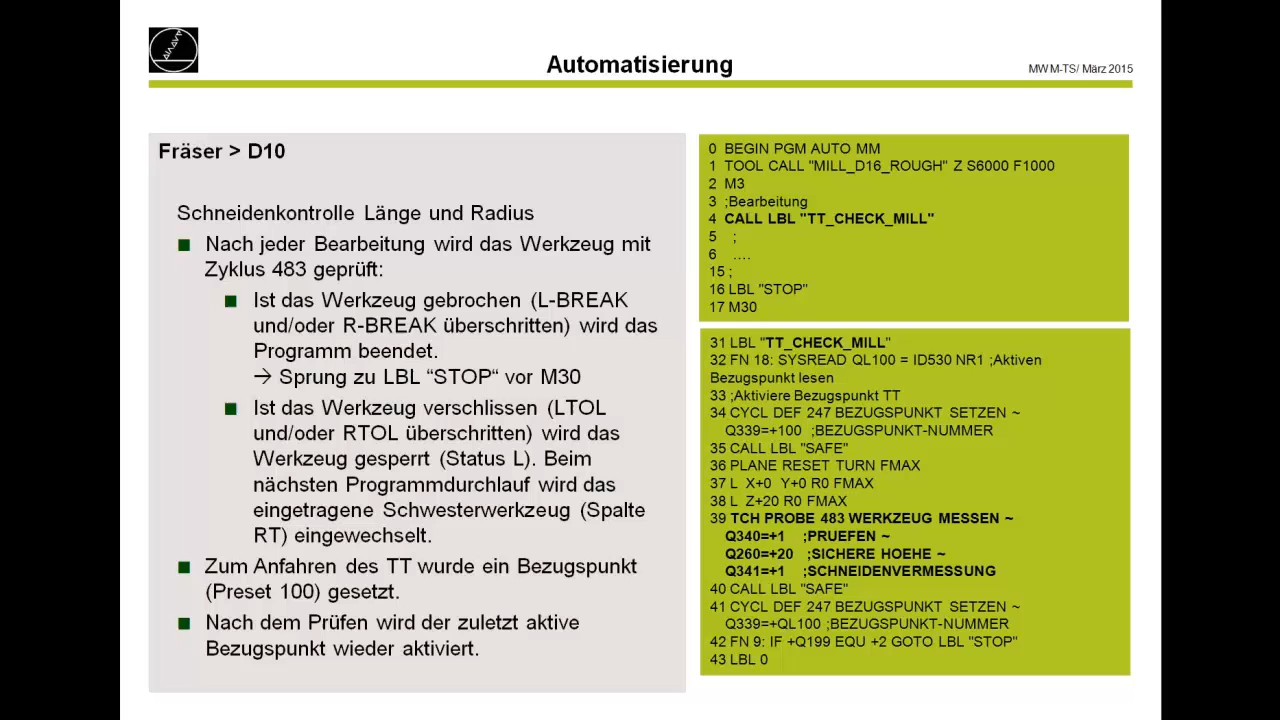 Automatisierung
MWM-TS/ März 2015
Fräser > D10
Schneidenkontrolle Länge und Radius
Nach jeder Bearbeitung wird das Werkzeug mit
Zyklus 483 geprüft:
Ist das Werkzeug gebrochen (L-BREAK
und/oder R-BREAK überschritten) wird das
Programm beendet.
→ Sprung zu LBL “STOP“ vor M30
Ist das Werkzeug verschlissen (LTOL
und/oder RTOL überschritten) wird das
Werkzeug gesperrt (Status L). Beim
nächsten Programmdurchlauf wird das
eingetragene Schwesterwerkzeug (Spalte
RT) eingewechselt.
Zum Anfahren des TT wurde ein Bezugspunkt
(Preset 100) gesetzt.
Nach dem Prüfen wird der zuletzt aktive
Bezugspunkt wieder aktiviert.
0 BEGIN PGM AUTO MM
1 TOOL CALL "MILL_D16_ROUGH" Z S6000 F1000
2 M3
3 ;Bearbeitung
4 CALL LBL "TT_CHECK_MILL"
5 ;
6 ....
15 ;
16 LBL "STOP"
17 M30
31 LBL "TT_CHECK_MILL"
32 FN 18: SYSREAD QL100 = ID530 NR1 ;Aktiven
Bezugspunkt lesen
33 ;Aktiviere Bezugspunkt TT
34 CYCL DEF 247 BEZUGSPUNKT SETZEN ~
Q339=+100 ;BEZUGSPUNKT-NUMMER
35 CALL LBL "SAFE"
36 PLANE RESET TURN FMAX
37 L X+0 Y+0 R0 FMAX
38 L Z+20 R0 FMAX
39 TCH PROBE 483 WERKZEUG MESSEN ~
Q340=+1 ;PRUEFEN ~
Q260=+20 ;SICHERE HOEHE ~
Q341=+1 ;SCHNEIDENVERMESSUNG
40 CALL LBL "SAFE"
41 CYCL DEF 247 BEZUGSPUNKT SETZEN ~
Q339=+QL100 ;BEZUGSPUNKT-NUMMER
42 FN 9: IF +Q199 EQU +2 GOTO LBL "STOP"
43 LBL 0